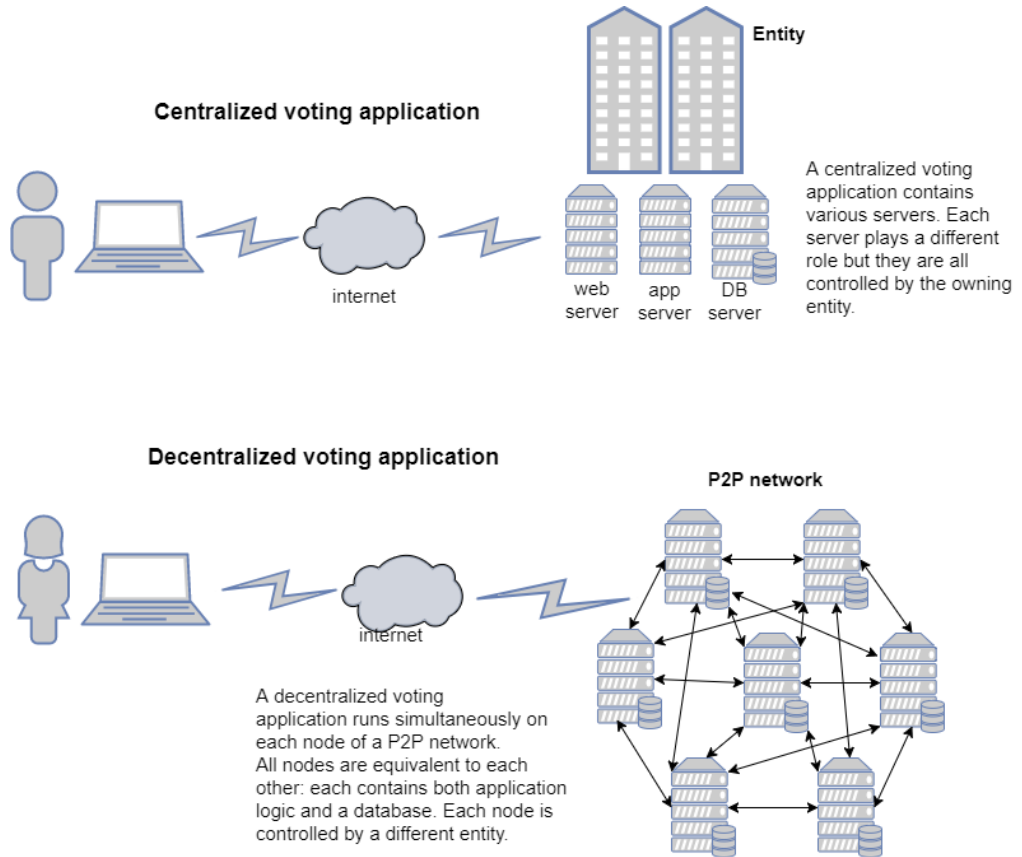 Entity
Centralized voting application
A centralized voting
application contains
various servers. Each
server plays a different
role but they are all
controlled by the owning
entity.
internet
web
server
app
server
DB
server
Decentralized voting application
P2P network
internet
A decentralized voting
application runs simultaneously on
each node of a P2P network.
All nodes are equivalent to each
other: each contains both application
logic and a database. Each node is
controlled by a different entity.